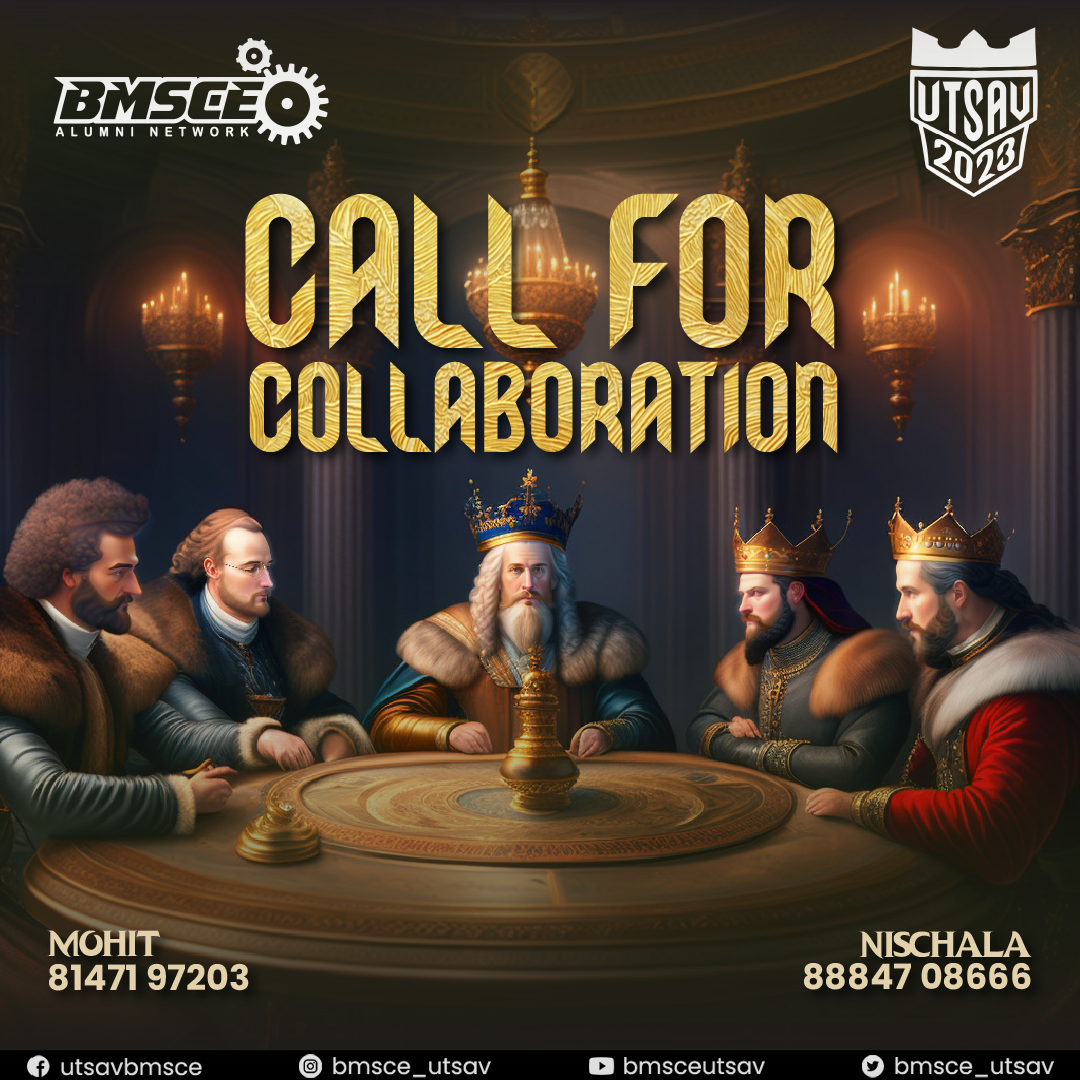 BMSCE
ALUMNI NETWORK
UTSAV
2023
CALL FOR
COLLABORATION
MOHIT
81471 97203
NISCHALA
88847 08666
utsavbmsce
bmsce_utsav
bmsceutsav
bmsce_utsav